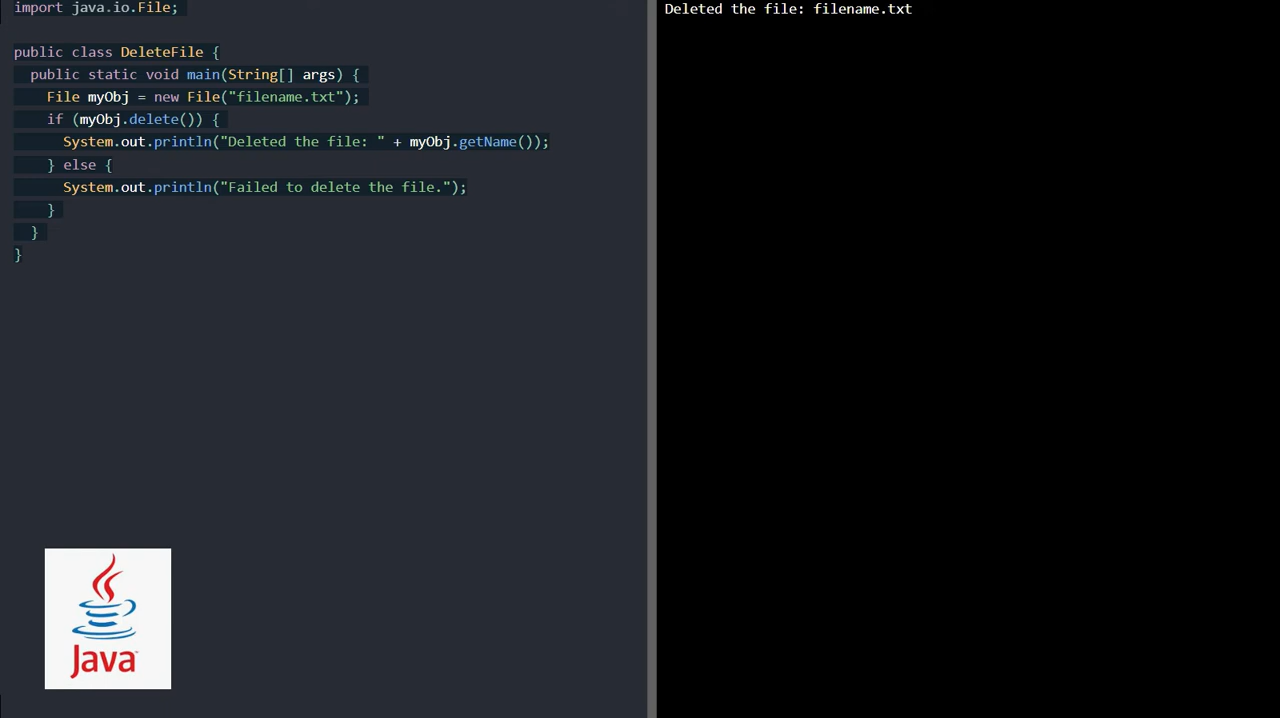 import java.io.File;
public class DeleteFile {
public static void main(String[] args) {
File myObj = new File("filename.txt");
if (myObj.delete()) {
System.out.println("Deleted the file: " + myObj.getName());
} else {
System.out.println("Failed to delete the file.");
}
}
}
Deleted the file: filename.txt
Java